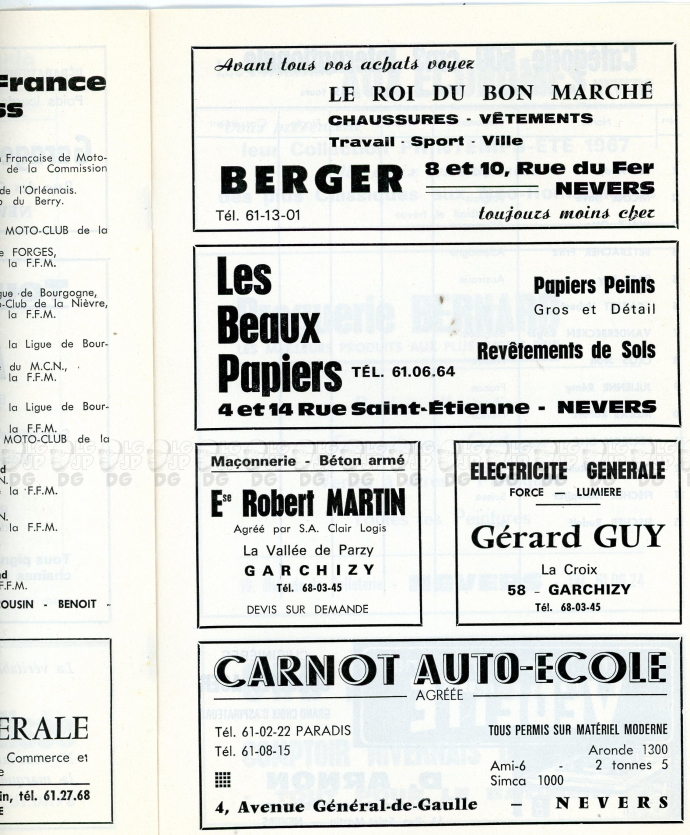 France
ss
Française de Moto-
de la Commission
de l'Orléanais.
du Berry.
MOTO-CLUB de la
FORGES,
la F.F.M.
gue de Bourgogne,
-Club de la Nièvre,
la F.F.M.
la Ligue de Bour-
du M.C.N.,
la F.F.M.
la Ligue de Bour-
la F.F.M.
MOTO-CLUB de la
la F.F.M.
la F.F.M.
F.F.M.
OUSIN - BENOIT -
ERALE
Commerce et
in, tél. 61.27.68
Avant tous vos achats voyez
LE ROI DU BON MARCHÉ
CHAUSSURES - VÊTEMENTS
Travail - Sport - Ville
BERGER 8 et 10, Rue du Fer
NEVERS
Tél. 61-13-01 toujours moins cher
Les
Beaux
Papiers
Papiers Peints
Gros et Détail
Revêtements de Sols
TÉL. 61.06.64
4 et 14 Rue Saint-Étienne - NEVERS
Maçonnerie - Béton armé
Ese Robert MARTIN
Agréé par S.A. Clair Logis
La Vallée de Parzy
GARCHIZY
Tél. 68-03-45
DEVIS SUR DEMANDE
ELECTRICITE GENERALE
FORCE — LUMIERE
Gérard GUY
La Croix
58 - GARCHIZY
Tél. 68-03-45
CARNOT AUTO-ECOLE
AGRÉÉE
Tél. 61-02-22 PARADIS
Tél. 61-08-15
TOUS PERMIS SUR MATÉRIEL MODERNE
Aronde 1300
Ami-6 - 2 tonnes 5
Simca 1000
4, Avenue Général-de-Gaulle — NEVERS